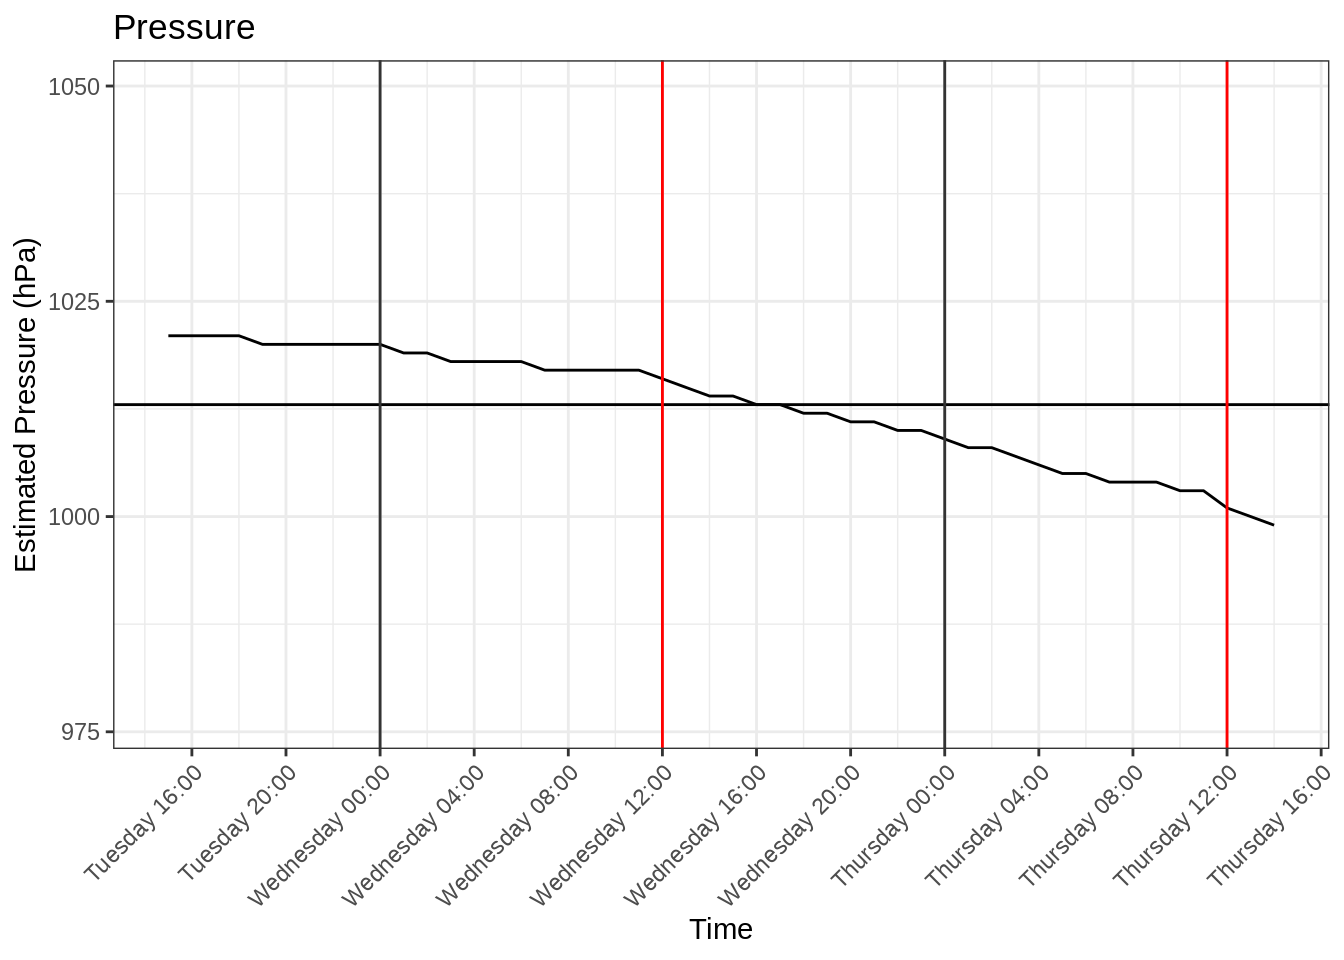 Pressure
Estimated Pressure (hPa)
1050
1025
1000
975
Tuesday 16:00
Tuesday 20:00
Wednesday 00:00
Wednesday 04:00
Wednesday 08:00
Wednesday 12:00
Wednesday 16:00
Wednesday 20:00
Thursday 00:00
Thursday 04:00
Thursday 08:00
Thursday 12:00
Thursday 16:00
Time